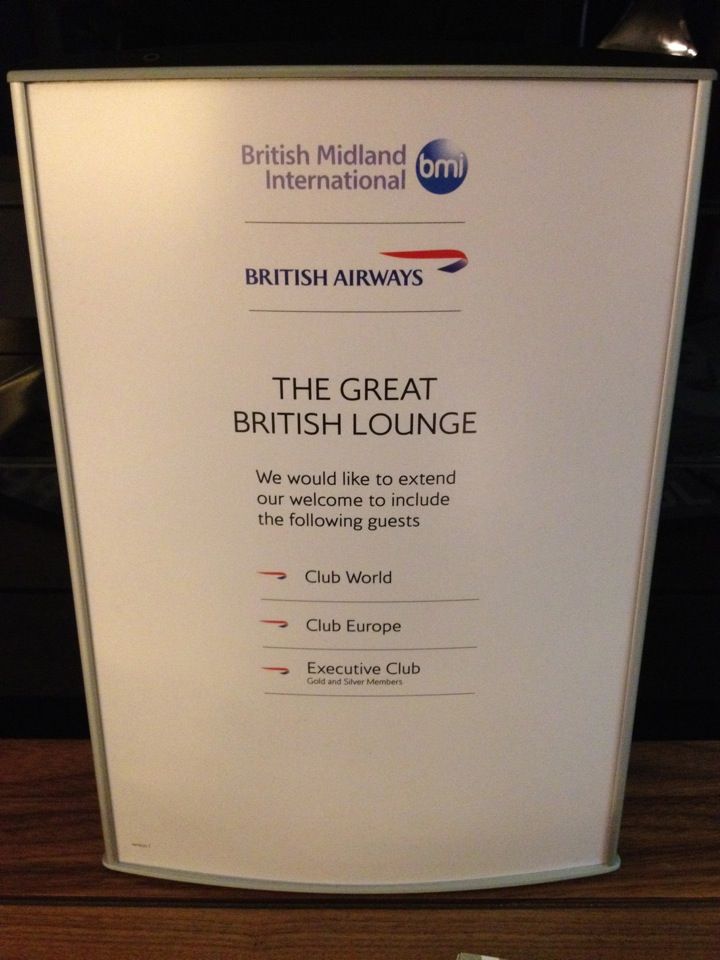 British Midland
International
bmi
BRITISH AIRWAYS
THE GREAT
BRITISH LOUNGE
We would like to extend
our welcome to include
the following guests
Club World
Club Europe
Executive Club
Gold and Silver Members